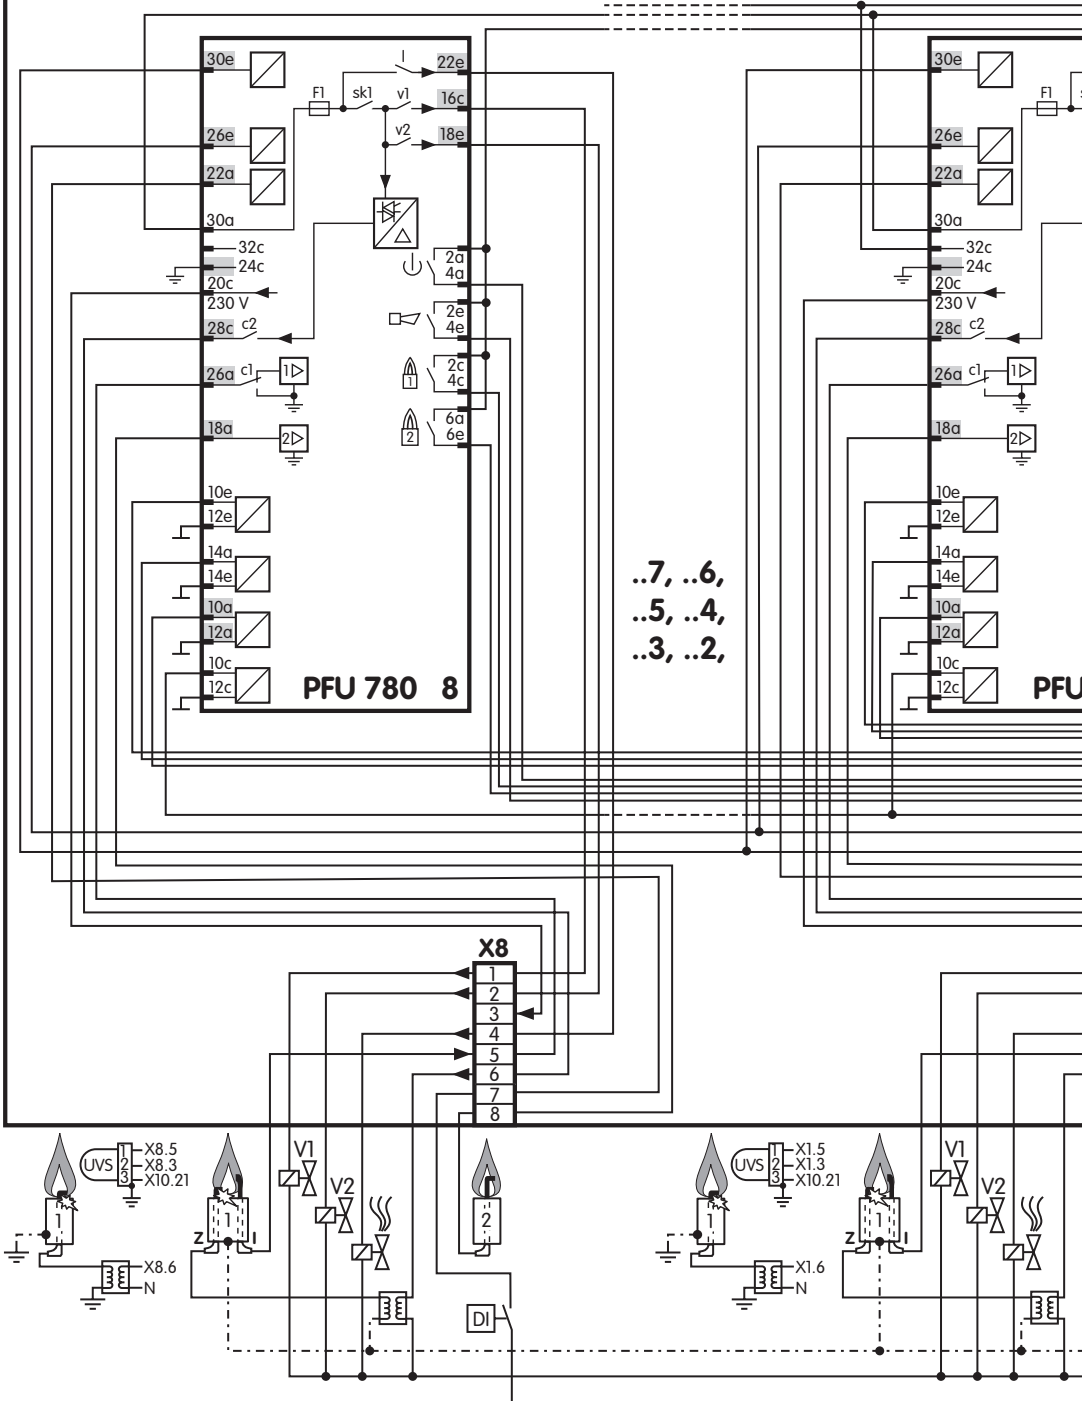 30e
22e
F1
sk1
I
v1
16c
v2
18e
26e
22a
30a
32c
24c
20c
230 V
28c c2
26a c1
1
18a
2
2a
4a
2e
4e
2c
4c
1
6a
6e
2
10e
12e
14a
14e
10a
12a
10c
12c
PFU 780 8
..7, ..6,
..5, ..4,
..3, ..2,
30e
F1
s
26e
22a
30a
32c
24c
20c
230 V
28c c2
26a c1
1
18a
2
10e
12e
14a
14e
10a
12a
10c
12c
PFU
X8
1
2
3
4
5
6
7
8
UVS
1 X8.5
2 X8.3
3 X10.21
1
X8.6
N
1
Z I
V1
V2
2
DI
UVS
1 X1.5
2 X1.3
3 X10.21
1
X1.6
N
1
Z I
V1
V2